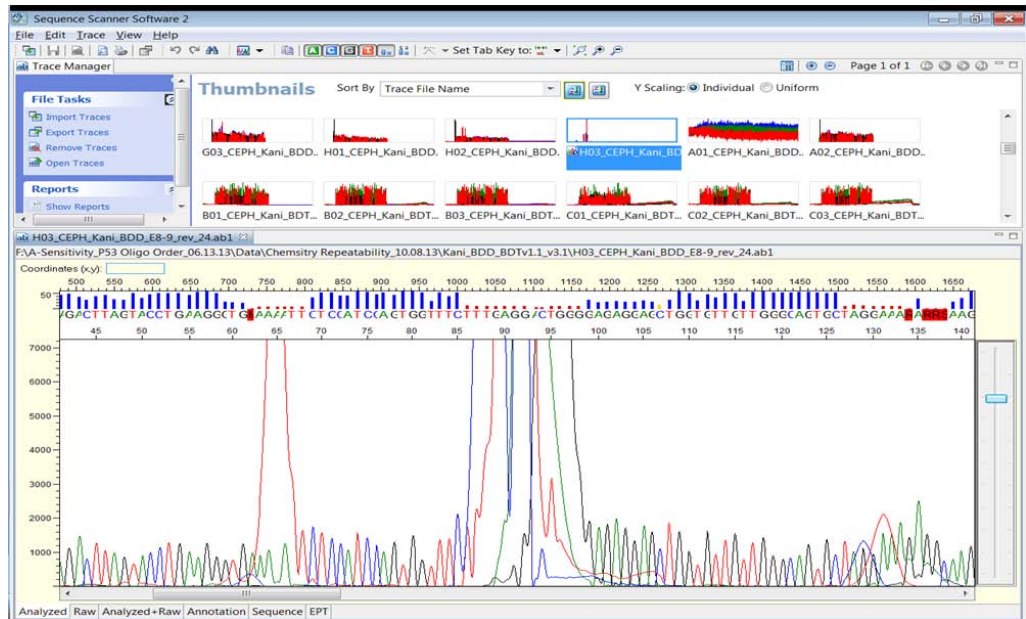 Sequence Scanner Software 2
File Edit Trace View Help
A C G T Set Tab Key to:
Trace Manager
Page 1 of 1
File Tasks
Import Traces
Export Traces
Remove Traces
Open Traces
Reports
Show Reports
Thumbnails Sort By Trace File Name Y Scaling: Individual Uniform
G03_CEPH_Kani_BDD.. H01_CEPH_Kani_BDD. H02_CEPH_Kani_BDD. H03_CEPH_Kani_BD A01_CEPH_Kani_BDD.. A02_CEPH_Kani_BDD..
B01_CEPH_Kani_BDT... B02_CEPH_Kani_BDT... B03_CEPH_Kani_BDT... C01_CEPH_Kani_BDT... C02_CEPH_Kani_BDT... C03_CEPH_Kani_BDT...
H03_CEPH_Kani_BDD_E8-9_rev_24.ab1
F:\A-Sensitivity_P53 Oligo Order_06.13.13\Data\Chemsitry Repeatability_10.08.13\Kani_BDD_BDTv1.1_v3.1\H03_CEPH_Kani_BDD_E8-9_rev_24.ab1
Coordinates (x,y):
500 550 600 650 700 750 800 850 900 950 1000 1050 1100 1150 1200 1250 1300 1350 1400 1450 1500 1550 1600 1650
50
45 50 55 60 65 70 75 80 85 90 95 100 105 110 115 120 125 130 135 140
7000
6000
5000
4000
3000
2000
1000
Analyzed Raw Analyzed+Raw Annotation Sequence EPT